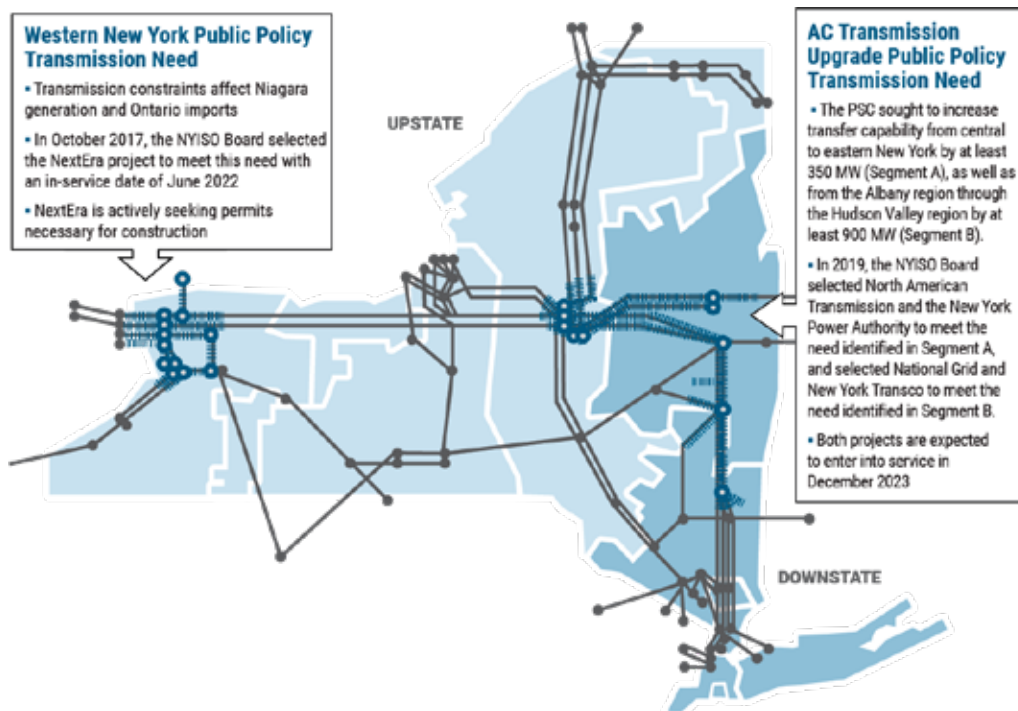 Western New York Public Policy
Transmission Need
▪ Transmission constraints affect Niagara
generation and Ontario imports
▪ In October 2017, the NYISO Board selected
the NextEra project to meet this need with
an in-service date of June 2022
▪ NextEra is actively seeking permits
necessary for construction
UPSTATE
AC Transmission
Upgrade Public Policy
Transmission Need
▪ The PSC sought to increase
transfer capability from central
to eastern New York by at least
350 MW (Segment A), as well as
from the Albany region through
the Hudson Valley region by at
least 900 MW (Segment B).
▪ In 2019, the NYISO Board
selected North American
Transmission and the New York
Power Authority to meet the
need identified in Segment A,
and selected National Grid and
New York Transco to meet the
need identified in Segment B.
▪ Both projects are expected
to enter into service in
December 2023
DOWNSTATE